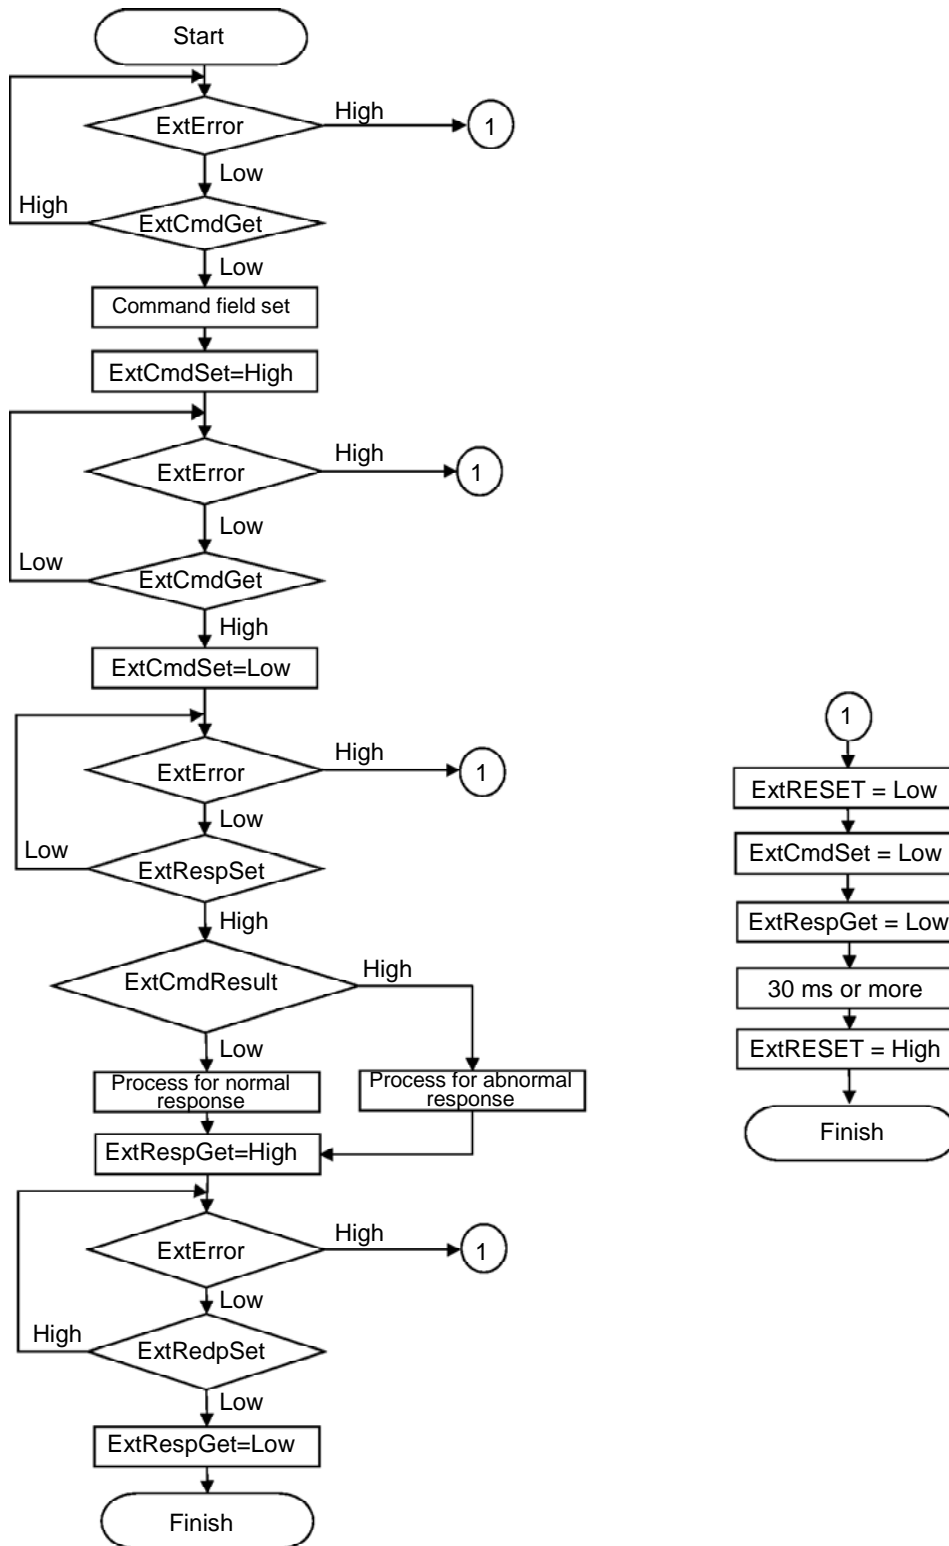 Start
ExtError
High
1
Low
High
ExtCmdGet
Low
Command field set
ExtCmdSet=High
ExtError
High
1
Low
Low
ExtCmdGet
High
ExtCmdSet=Low
ExtError
High
1
Low
Low
ExtRespSet
High
ExtCmdResult
High
Low
Process for normal
response
Process for abnormal
response
ExtRespGet=High
ExtError
High
1
Low
High
ExtRedpSet
Low
ExtRespGet=Low
Finish
1
ExtRESET = Low
ExtCmdSet = Low
ExtRespGet = Low
30 ms or more
ExtRESET = High
Finish